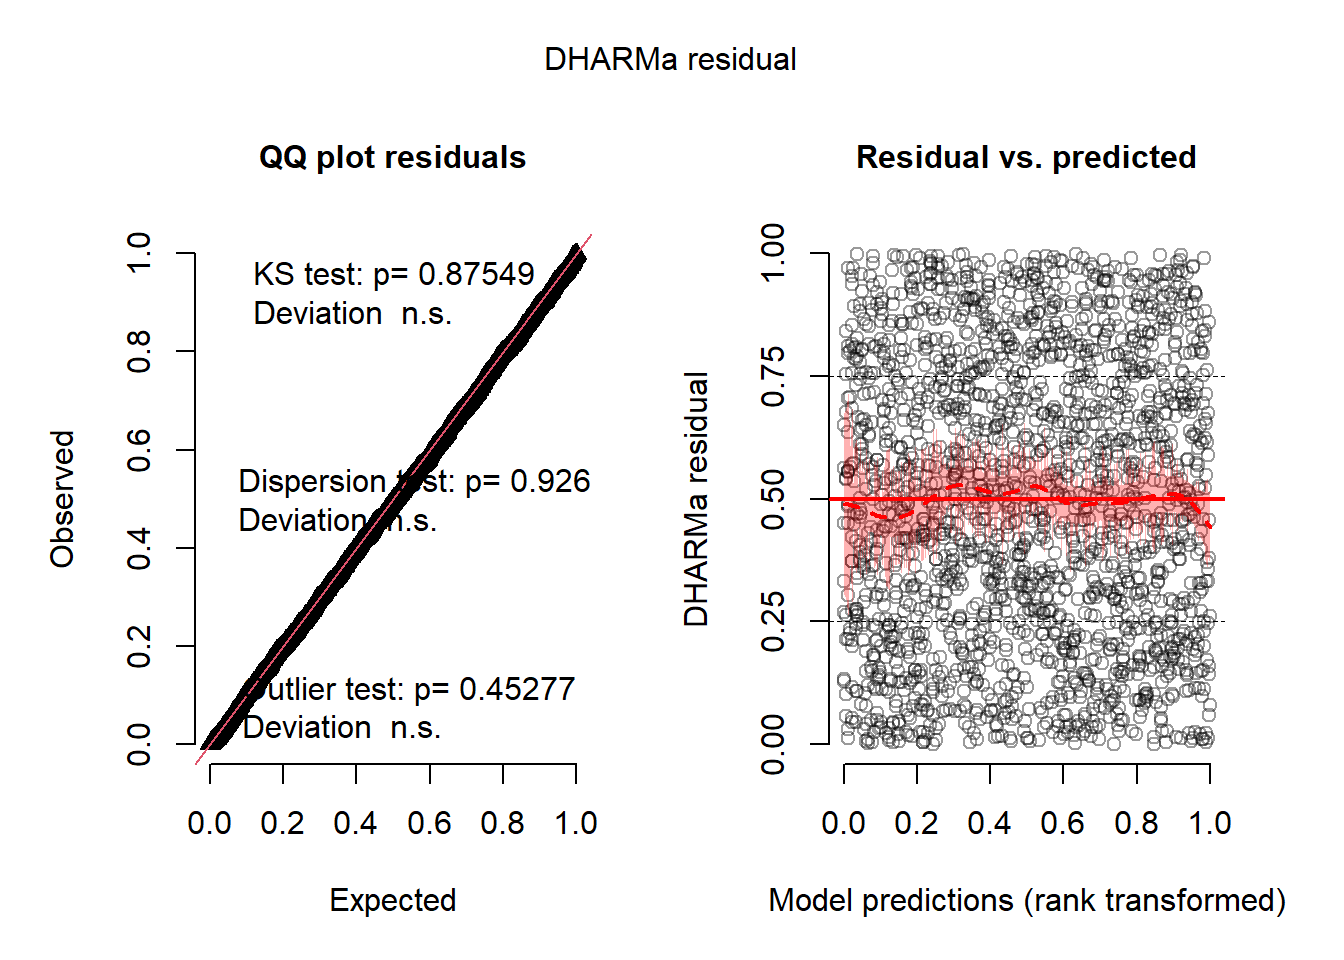 DHARMa residual
QQ plot residuals
KS test: p= 0.87549
Deviation n.s.
Dispersion test: p= 0.926
Deviation n.s.
Outlier test: p= 0.45277
Deviation n.s.
Observed
0.0 0.2 0.4 0.6 0.8 1.0
0.0 0.2 0.4 0.6 0.8 1.0
Expected
Residual vs. predicted
DHARMa residual
0.00 0.25 0.50 0.75 1.00
0.0 0.2 0.4 0.6 0.8 1.0
Model predictions (rank transformed)